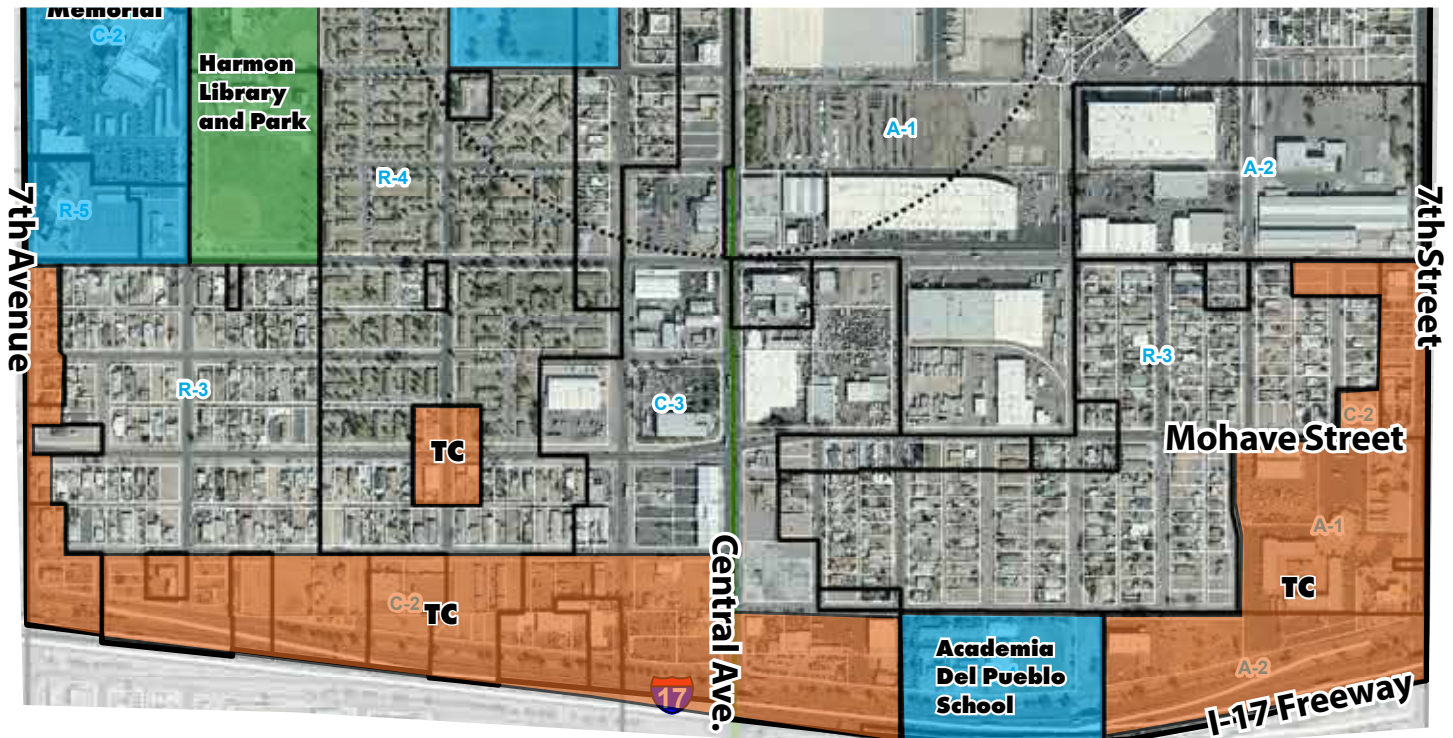 Memorial
C-2
Harmon
Library
and Park
R-4
A-1
A-2
R-5
7th Avenue
7th Street
R-3
R-3
C-3
C-2
TC
Mohave Street
A-1
TC
Central Ave.
C-2
TC
Academia
Del Pueblo
School
A-2
17
I-17 Freeway